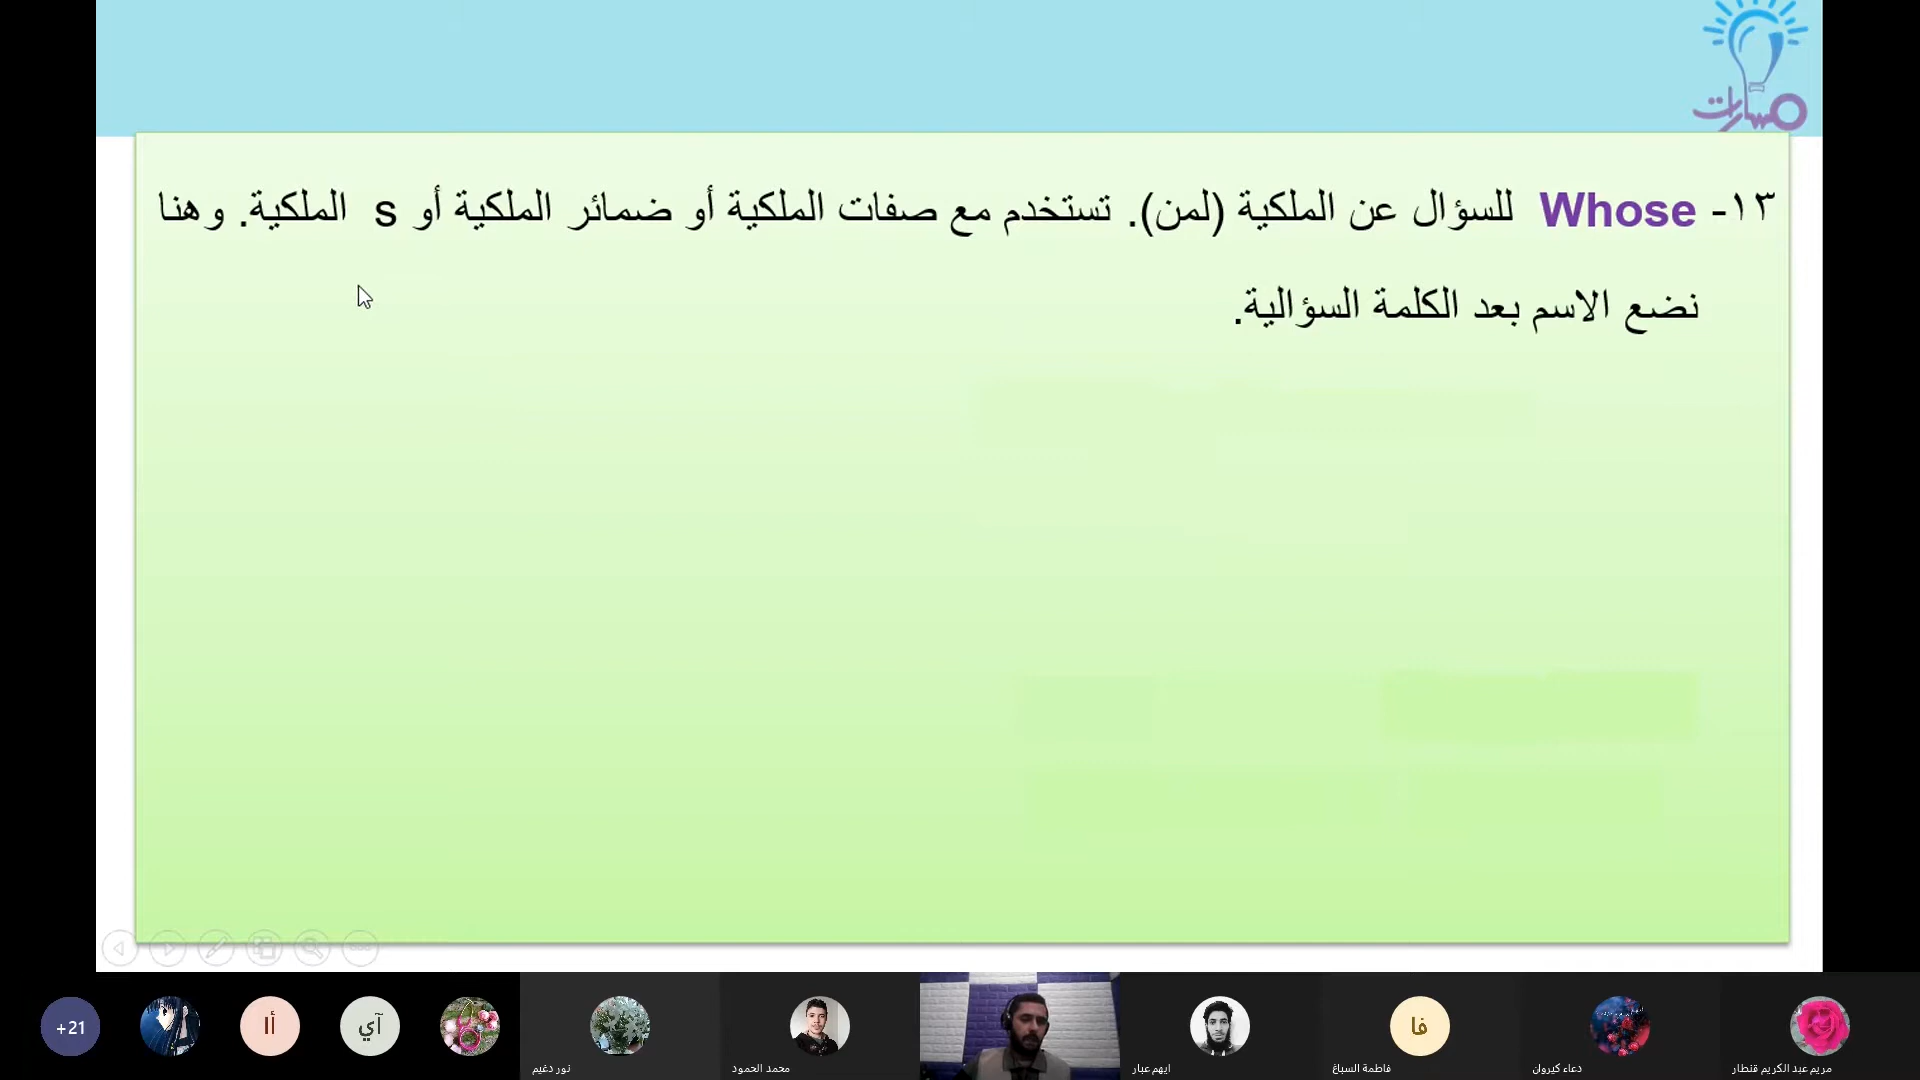 مسارات
١٣- Whose للسؤال عن الملكية (لمن). تستخدم مع صفات الملكية أو ضمائر الملكية أو s الملكية. وهنا
نضع الاسم بعد الكلمة السؤالية.
+21
أا
آي
فا
نور دغيم
محمد الحمود
ايهم عبار
فاطمة السباغ
دعاء كيروان
مريم عبد الكريم قنطار